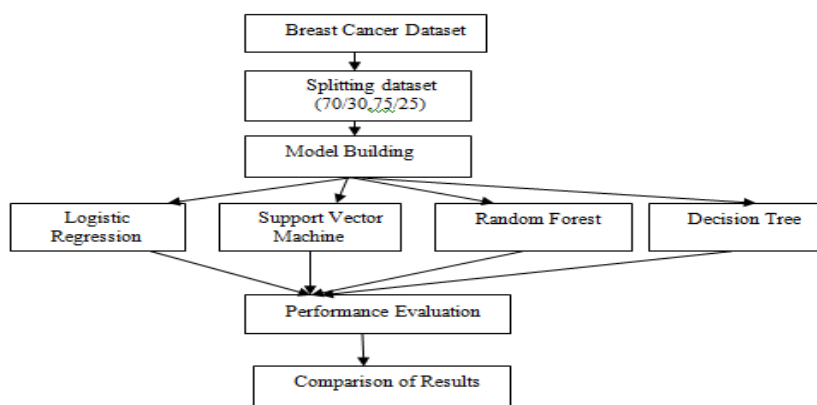 Breast Cancer Dataset
Splitting dataset
(70/30,75/25)
Model Building
Logistic
Regression
Support Vector
Machine
Random Forest
Decision Tree
Performance Evaluation
Comparison of Results